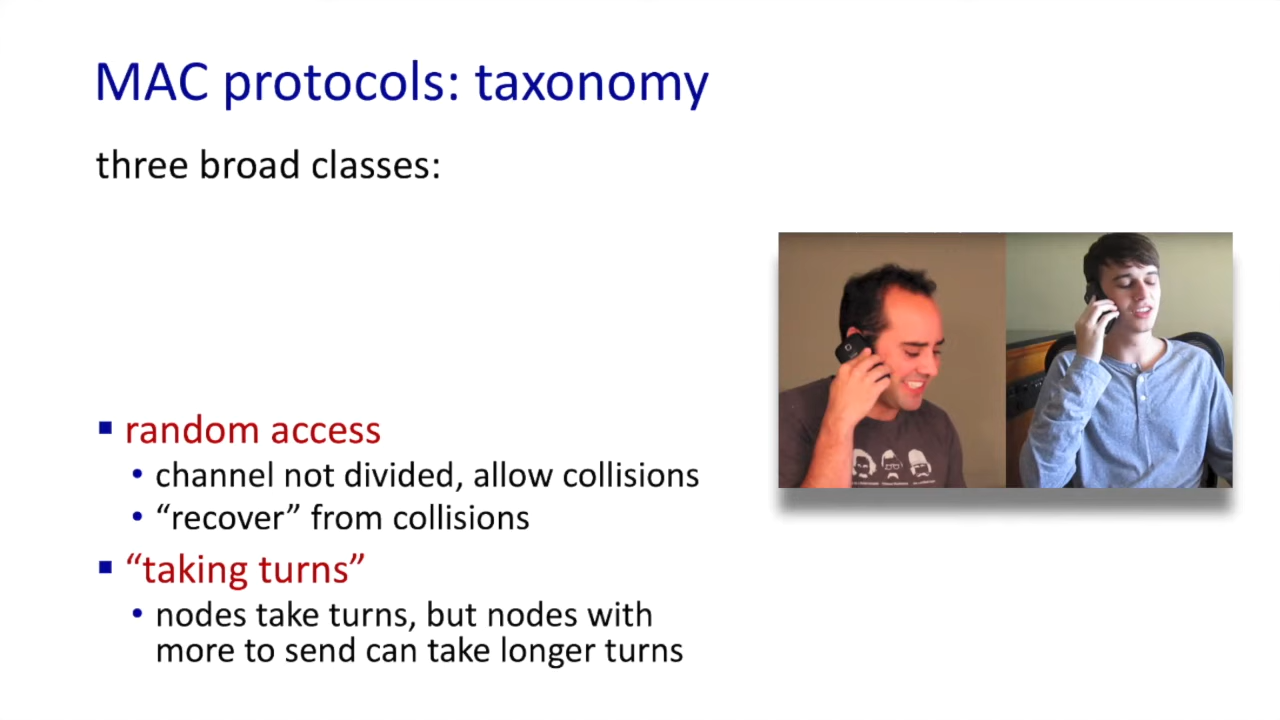 MAC protocols: taxonomy
three broad classes:
▪ random access
• channel not divided, allow collisions
• “recover” from collisions
▪ “taking turns”
• nodes take turns, but nodes with
more to send can take longer turns